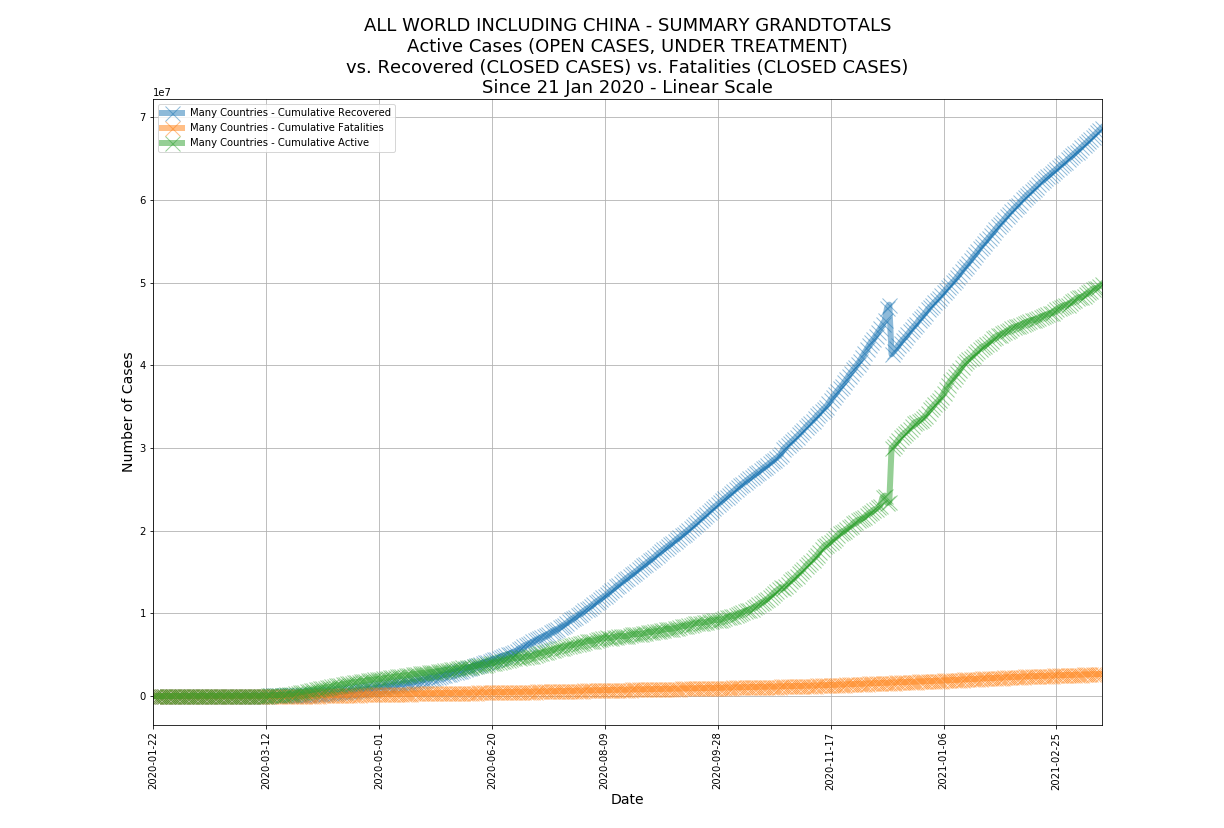 ALL WORLD INCLUDING CHINA - SUMMARY GRANDTOTALS
Active Cases (OPEN CASES, UNDER TREATMENT)
vs. Recovered (CLOSED CASES) vs. Fatalities (CLOSED CASES)
Since 21 Jan 2020 - Linear Scale
1e7
Many Countries - Cumulative Recovered
Many Countries - Cumulative Fatalities
Many Countries - Cumulative Active
7
6
5
4
3
2
1
0
Number of Cases
2020-01-22
2020-03-12
2020-05-01
2020-06-20
2020-08-09
2020-09-28
2020-11-17
2021-01-06
2021-02-25
Date